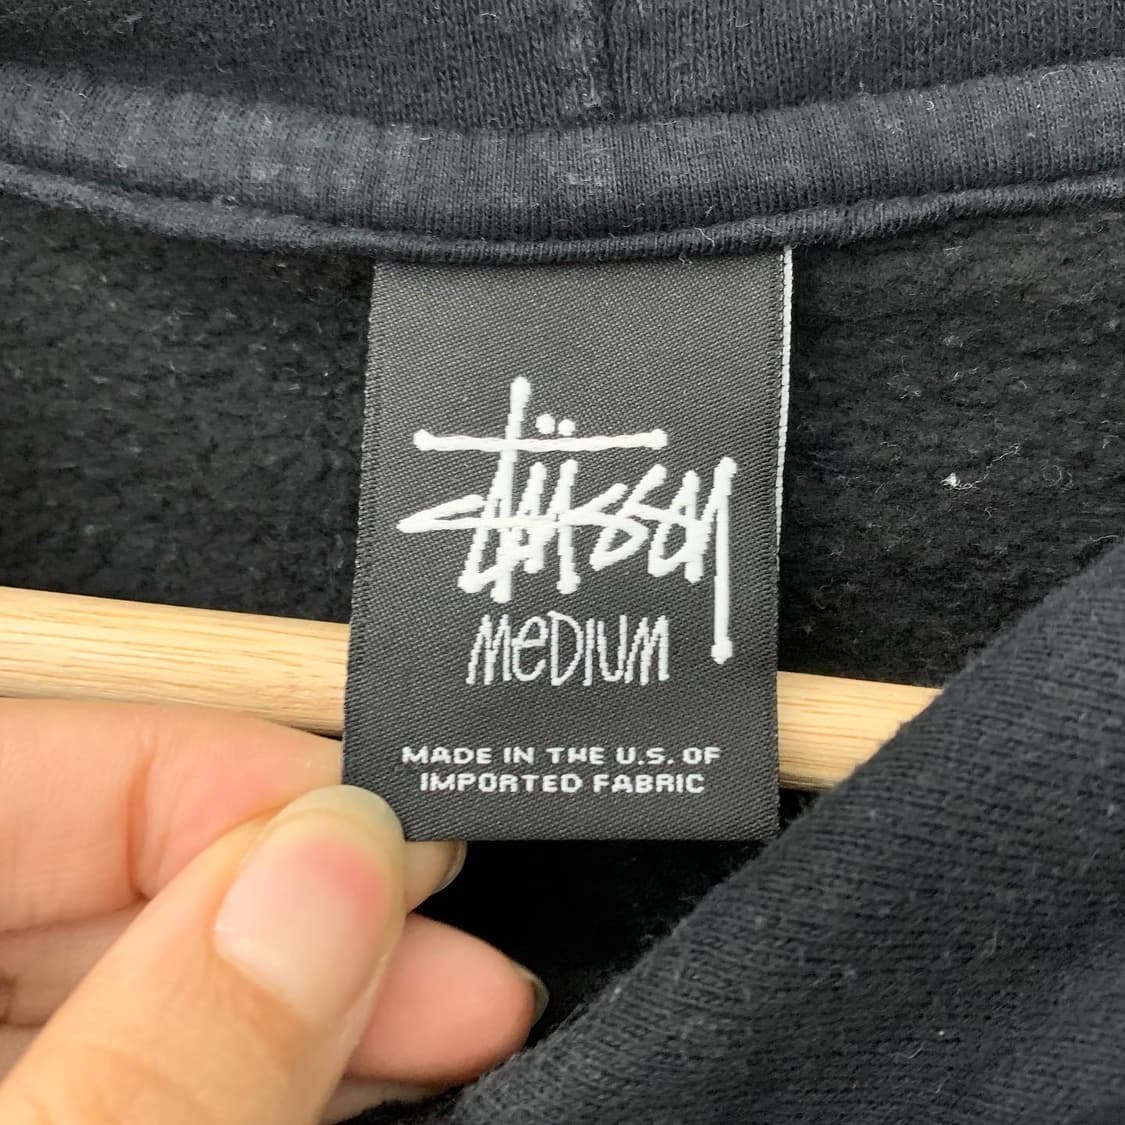 Stüssy
MEDIUM
MADE IN THE U.S. OF
IMPORTED FABRIC